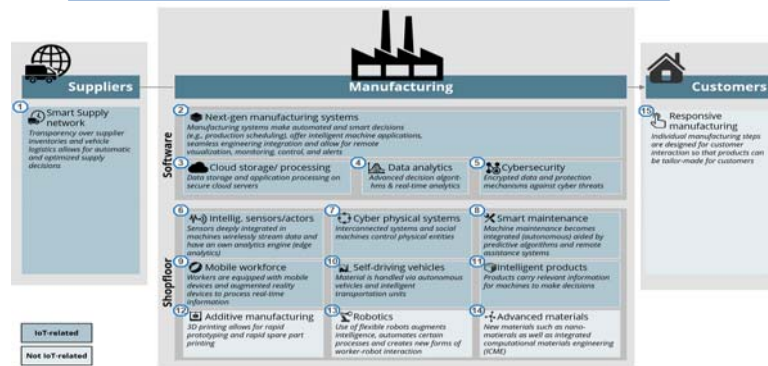 Suppliers
Manufacturing
Customers
1
Smart Supply
network
Transparency over supplier
inventories and vehicle
logistics allows for automatic
and optimized supply
decisions
Software
2
Next-gen manufacturing systems
Manufacturing systems make automated and smart decisions
(e.g., production scheduling), offer intelligent machine applications,
seamless engineering integration and allow for remote
visualization, monitoring, control, and alerts
3
Cloud storage/ processing
Data storage and application processing on
secure cloud servers
4
Data analytics
Advanced decision algorit-
hms & real-time analytics
5
Cybersecurity
Encrypted data and protection
mechanisms against cyber threats
Shopfloor
6
Intellig. sensors/actors
Sensors deeply integrated in
machines wirelessly stream data and
have an own analytics engine (edge
analytics)
7
Cyber physical systems
Interconnected systems and social
machines control physical entities
8
Smart maintenance
Machine maintenance becomes
integrated (autonomous) aided by
predictive algorithms and remote
assistance systems
9
Mobile workforce
Workers are equipped with mobile
devices and augmented reality
devices to process real-time
information
10
Self-driving vehicles
Material is handled via autonomous
vehicles and intelligent
transportation units
11
Intelligent products
Products carry relevant information
for machines to make decisions
12
Additive manufacturing
3D printing allows for rapid
prototyping and rapid spare part
printing
13
Robotics
Use of flexible robots augments
intelligence, automates certain
processes and creates new forms of
worker-robot interaction
14
Advanced materials
New materials such as nano-
materials as well as integrated
computational materials engineering
(ICME)
15
Responsive
manufacturing
Individual manufacturing steps
are designed for customer
interaction so that products can
be tailor-made for customers
IoT-related
Not IoT-related